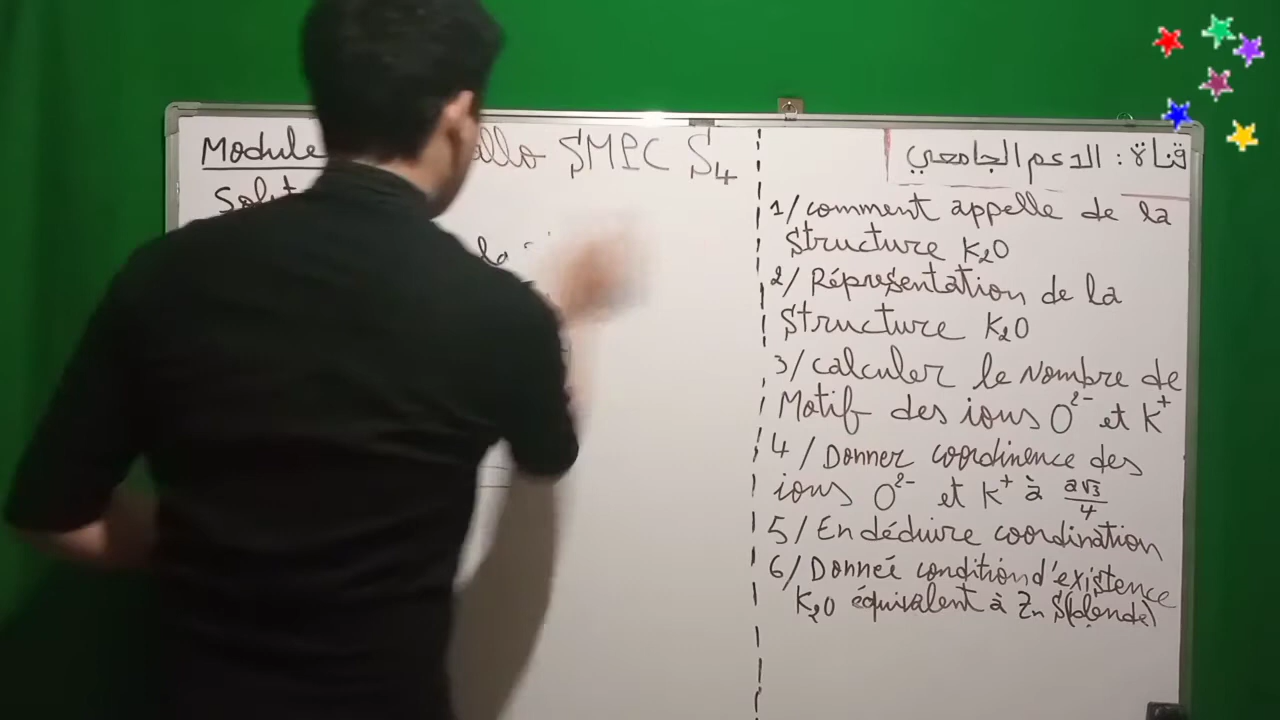 Module
SMPC S4
Solut
la
قناة : الدعم الجامعي
1/ comment appelle de la
structure K₂O
2/ Réprésentation de la
structure K₂O
3/ calculer le Nombre de
Motif des ions O²⁻ et K⁺
4/ Donner coordinence des
ions O²⁻ et K⁺ à a√3/4
5/ En déduire coordination
6/ Donneé condition d'existence
K₂O équivalent à Zn S(blende)